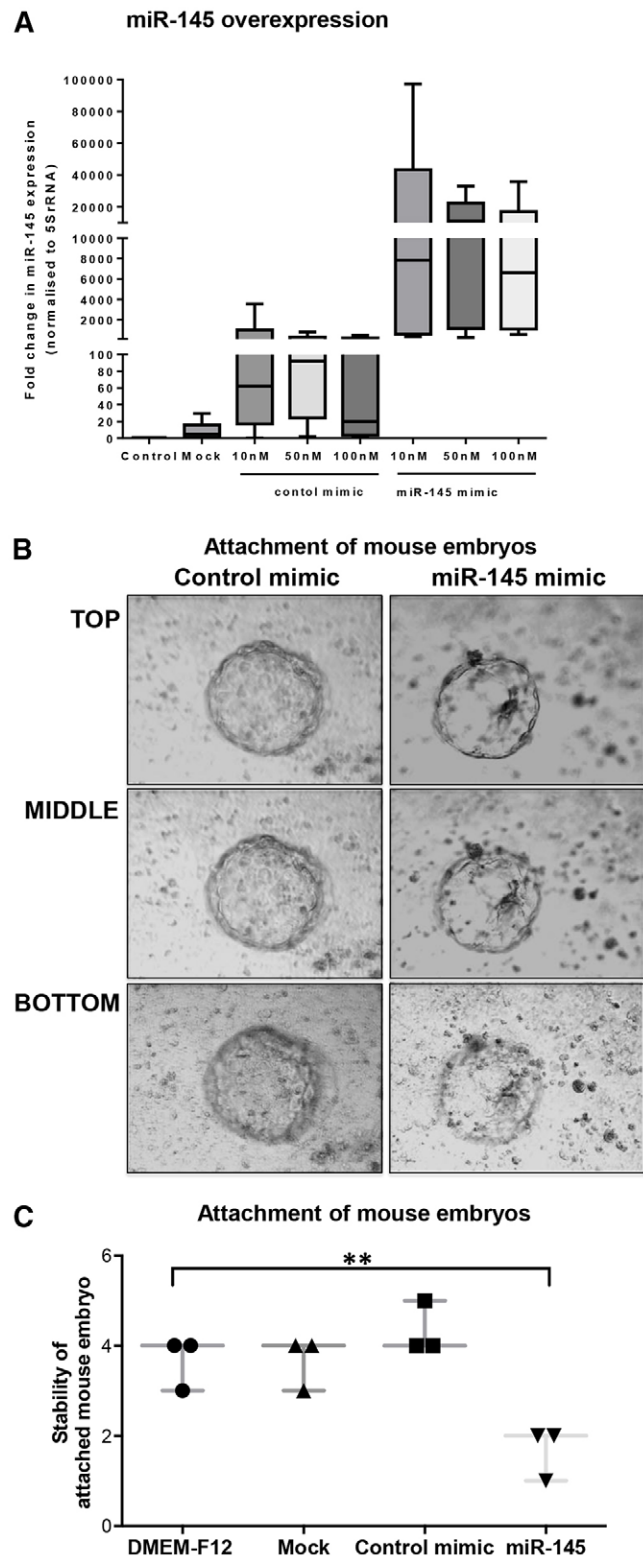 A miR-145 overexpression
Fold change in miR-145 expression
(normalised to 5SrRNA)
100000
80000
60000
40000
20000
10000
8000
6000
4000
2000
100
80
60
40
20
0
Control Mock 10nM 50nM 100nM 10nM 50nM 100nM
contol mimic miR-145 mimic
B Attachment of mouse embryos
Control mimic miR-145 mimic
TOP
MIDDLE
BOTTOM
C Attachment of mouse embryos
Stability of
attached mouse embryo
6
4
2
0
**
DMEM-F12 Mock Control mimic miR-145